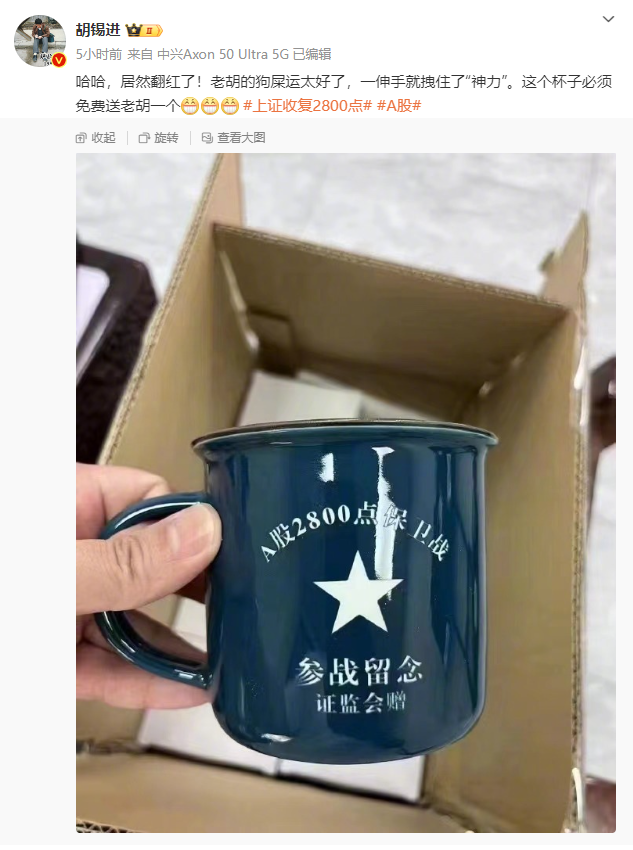 胡锡进 II
5小时前 来自 中兴Axon 50 Ultra 5G 已编辑
哈哈，居然翻红了！老胡的狗屎运太好了，一伸手就拽住了“神力”。这个杯子必须
免费送老胡一个😁😁😁 #上证收复2800点# #A股#
收起 旋转 查看大图
A股2800点保卫战
参战留念
证监会赠